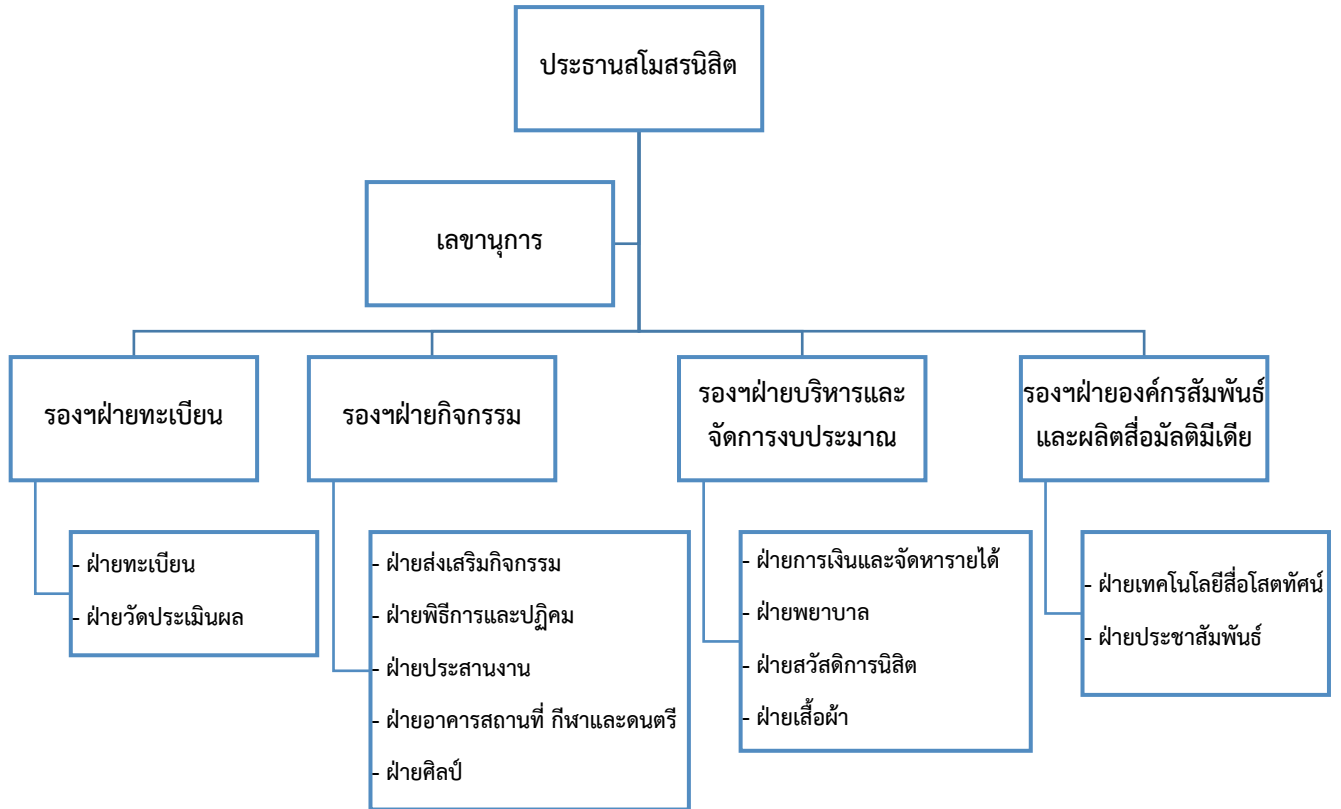 ประธานสโมสรนิสิต
เลขานุการ
รองฯฝ่ายทะเบียน
รองฯฝ่ายกิจกรรม
รองฯฝ่ายบริหารและ
จัดการงบประมาณ
รองฯฝ่ายองค์กรสัมพันธ์
และผลิตสื่อมัลติมีเดีย
- ฝ่ายทะเบียน
- ฝ่ายวัดประเมินผล
- ฝ่ายส่งเสริมกิจกรรม
- ฝ่ายพิธีการและปฏิคม
- ฝ่ายประสานงาน
- ฝ่ายอาคารสถานที่ กีฬาและดนตรี
- ฝ่ายศิลป์
- ฝ่ายการเงินและจัดหารายได้
- ฝ่ายพยาบาล
- ฝ่ายสวัสดิการนิสิต
- ฝ่ายเสื้อผ้า
- ฝ่ายเทคโนโลยีสื่อโสตทัศน์
- ฝ่ายประชาสัมพันธ์